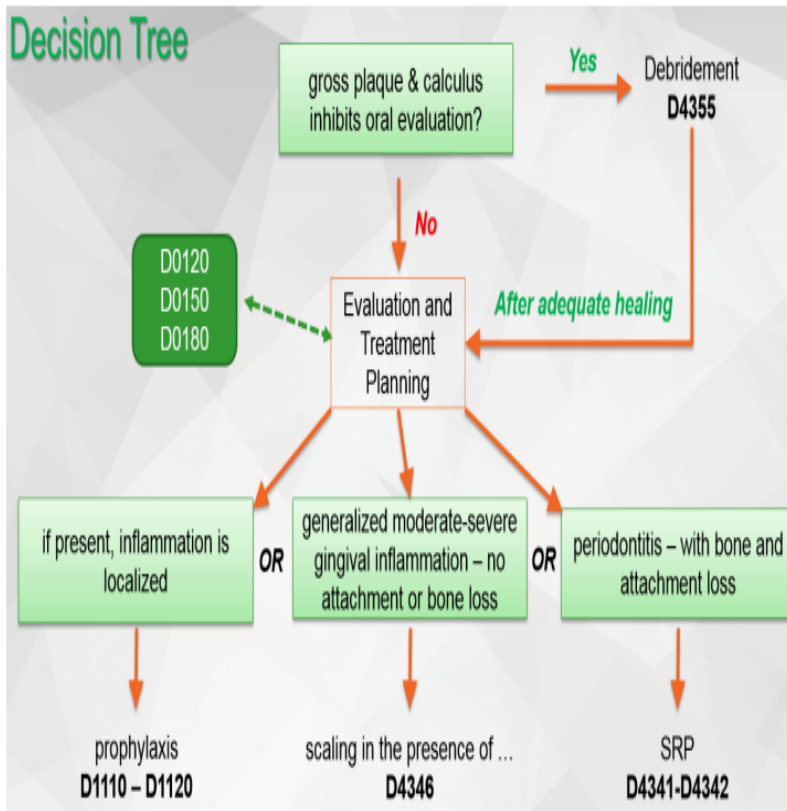 Decision Tree
gross plaque & calculus
inhibits oral evaluation?
Yes
Debridement
D4355
No
D0120
D0150
D0180
Evaluation and
Treatment
Planning
After adequate healing
if present, inflammation is
localized
OR
generalized moderate-severe
gingival inflammation – no
attachment or bone loss
OR
periodontitis – with bone and
attachment loss
prophylaxis
D1110 – D1120
scaling in the presence of ...
D4346
SRP
D4341-D4342